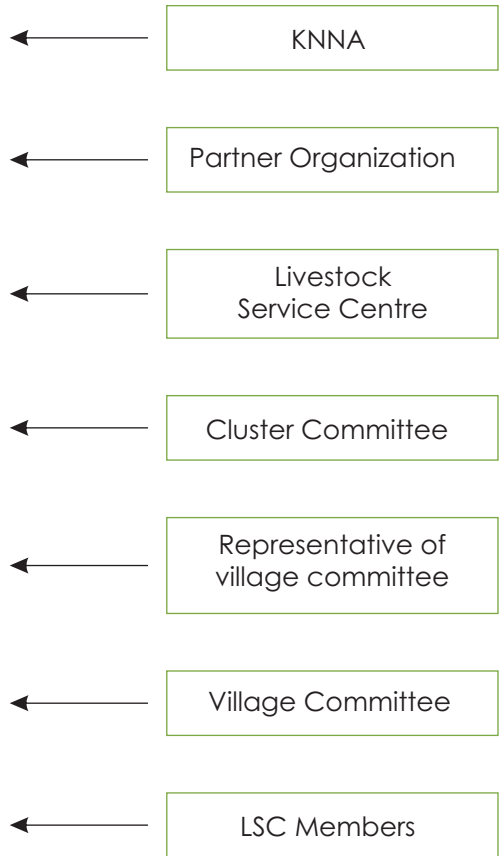 KNNA
Partner Organization
Livestock
Service Centre
Cluster Committee
Representative of
village committee
Village Committee
LSC Members